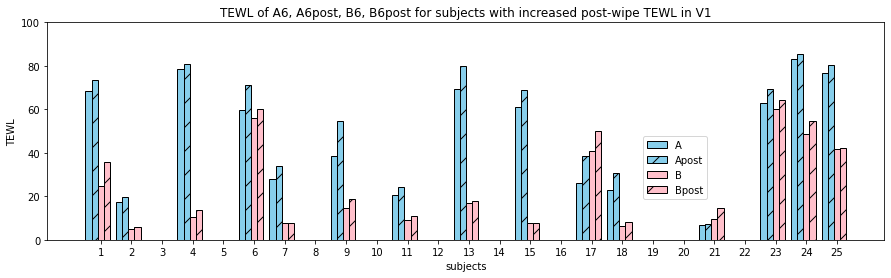 TEWL of A6, A6post, B6, B6post for subjects with increased post-wipe TEWL in V1
100
80
60
40
20
0
TEWL
A
Apost
B
Bpost
1 2 3 4 5 6 7 8 9 10 11 12 13 14 15 16 17 18 19 20 21 22 23 24 25
subjects